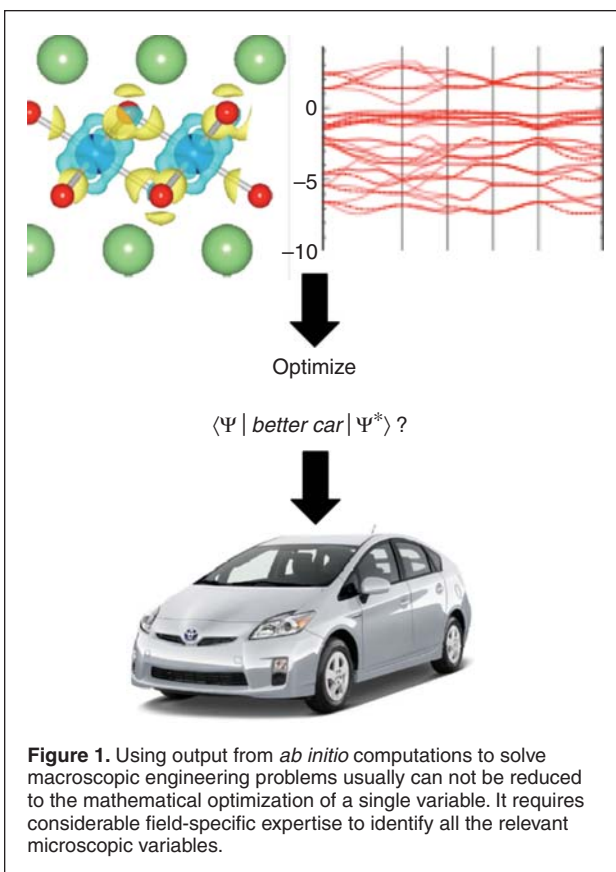 0
−5
−10
Optimize
⟨Ψ | better car | Ψ*⟩ ?
Figure 1. Using output from ab initio computations to solve
macroscopic engineering problems usually can not be reduced
to the mathematical optimization of a single variable. It requires
considerable field-specific expertise to identify all the relevant
microscopic variables.